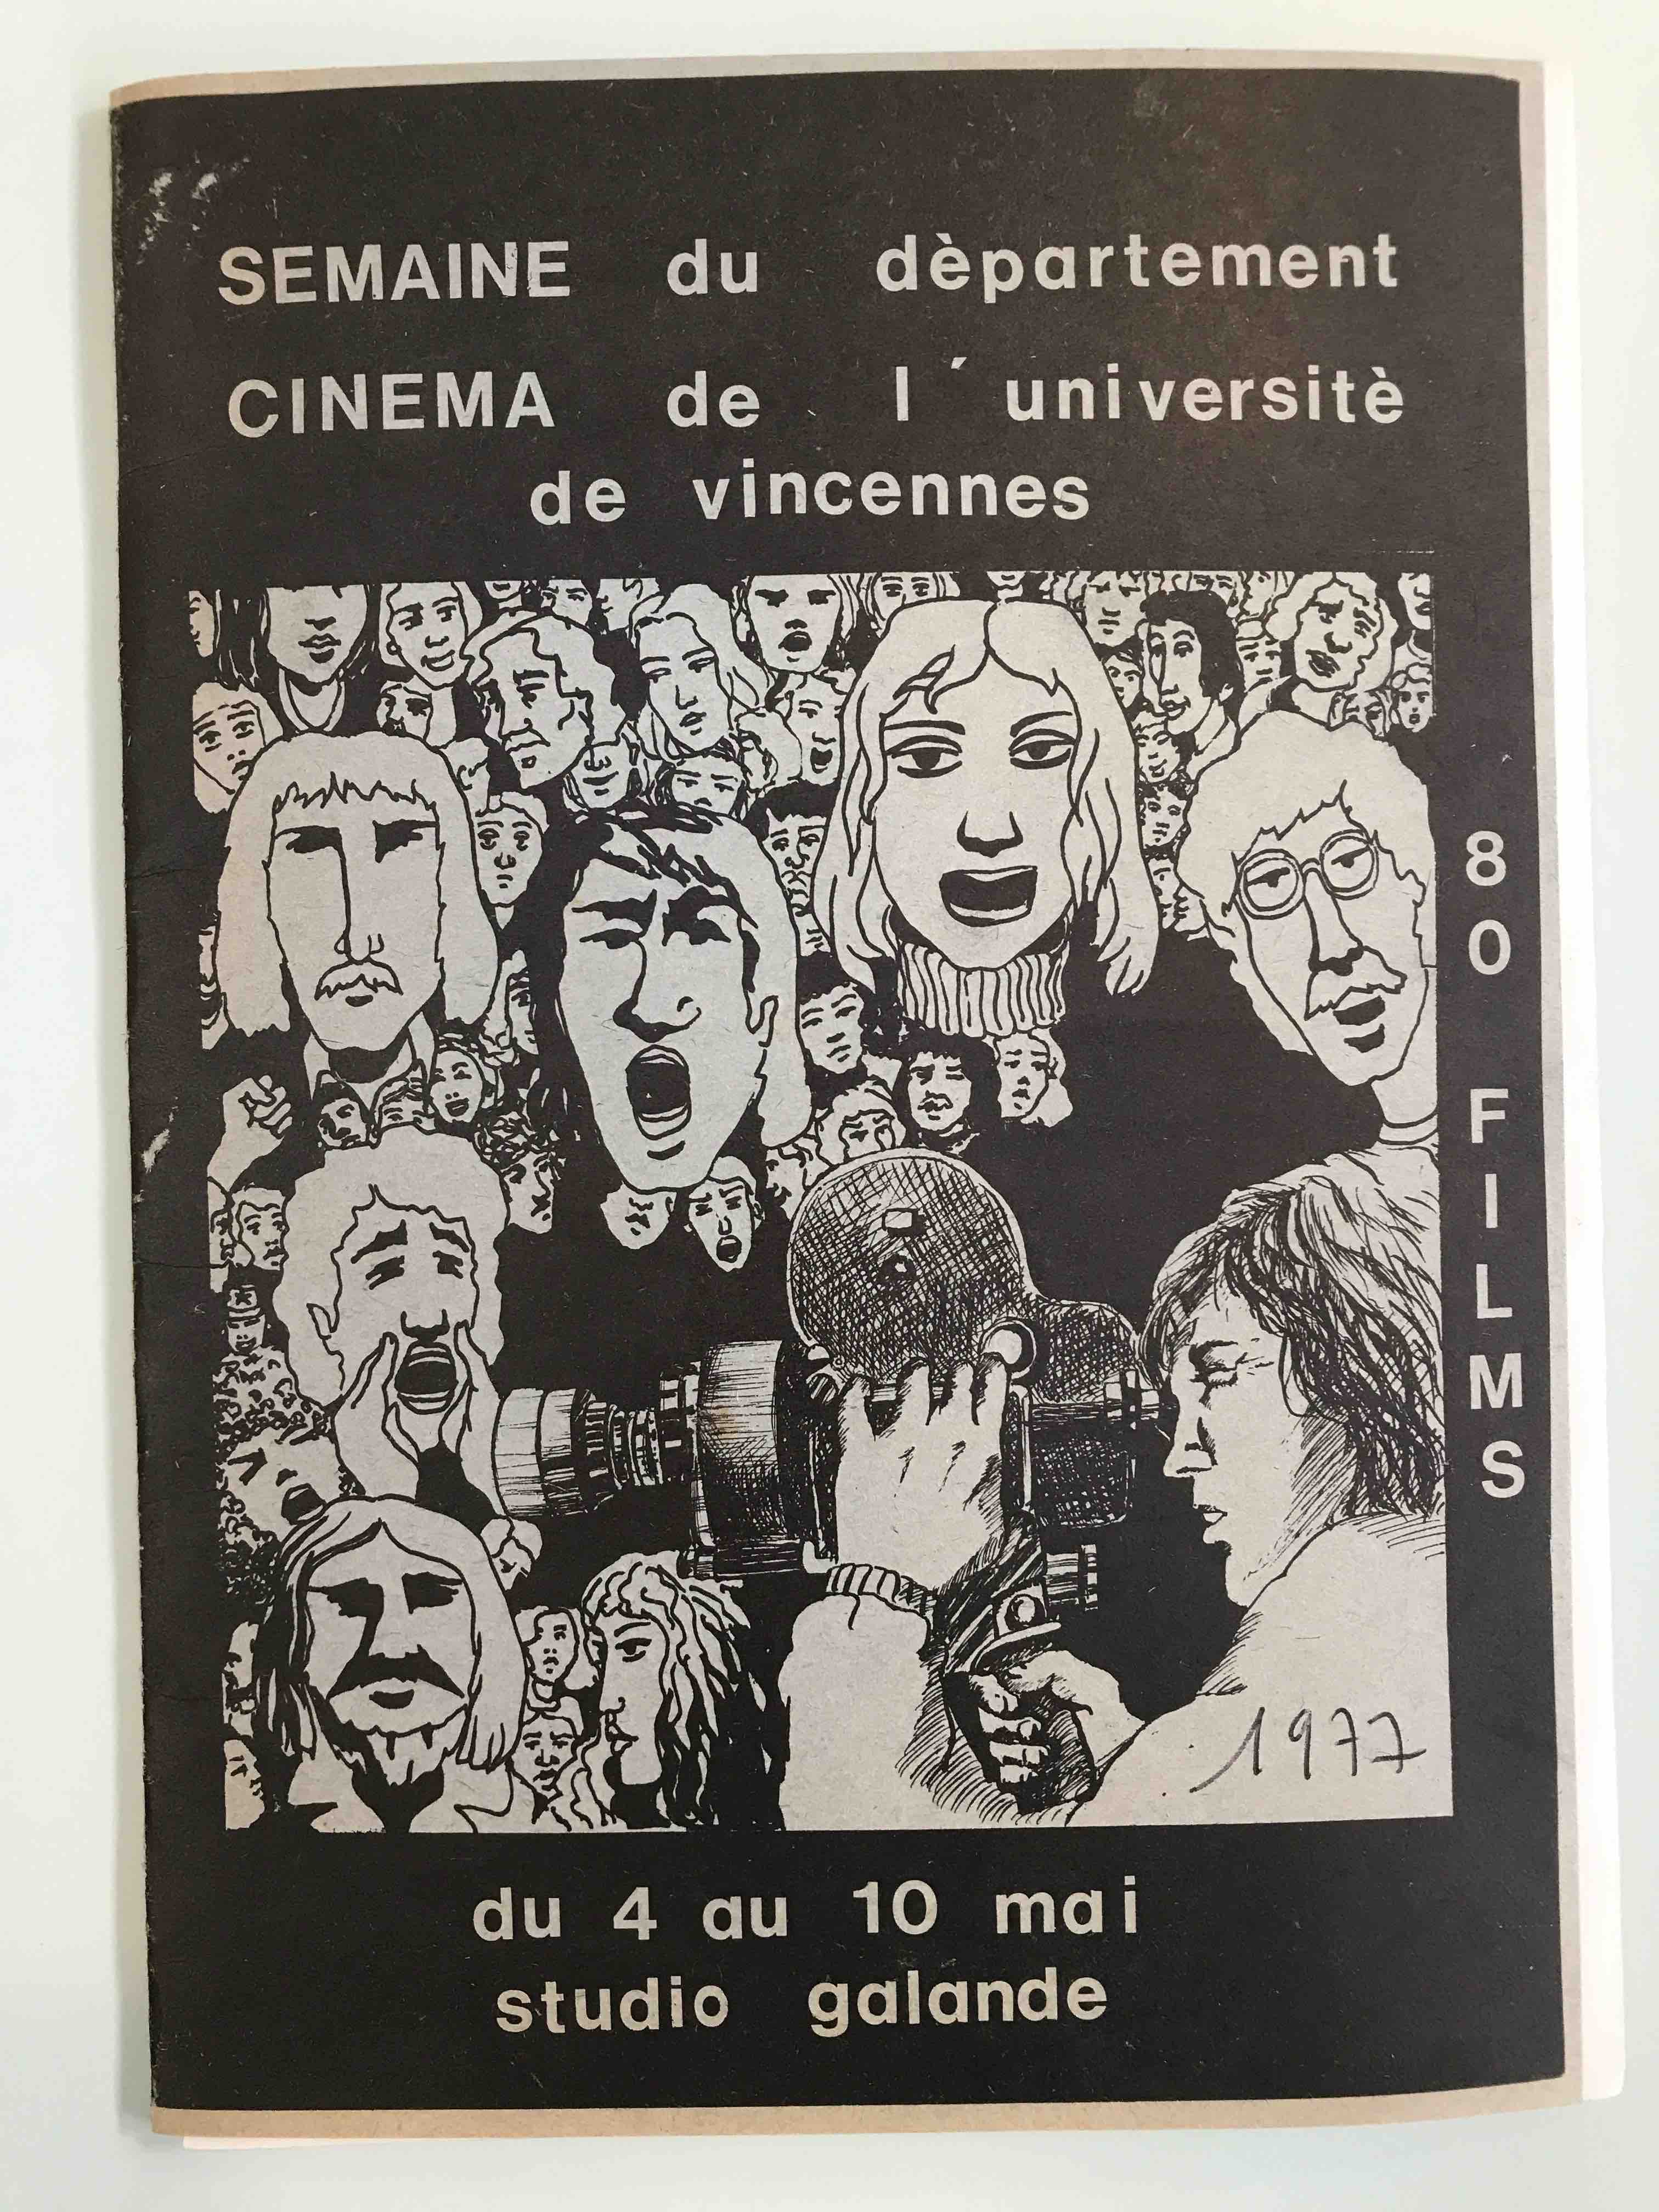 SEMAINE du dèpartement
CINEMA de l´universitè
de vincennes
80 FILMS
1977
du 4 au 10 mai
studio galande